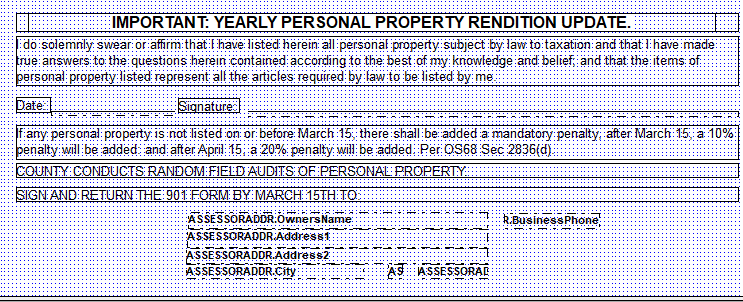 IMPORTANT: YEARLY PERSONAL PROPERTY RENDITION UPDATE.
I do solemnly swear or affirm that I have listed herein all personal property subject by law to taxation and that I have made
true answers to the questions herein contained according to the best of my knowledge and belief, and that the items of
personal property listed represent all the articles required by law to be listed by me.
Date: Signature:
If any personal property is not listed on or before March 15, there shall be added a mandatory penalty, after March 15, a 10%
penalty will be added: and after April 15, a 20% penalty will be added. Per OS68 Sec 2836(d).
COUNTY CONDUCTS RANDOM FIELD AUDITS OF PERSONAL PROPERTY
SIGN AND RETURN THE 901 FORM BY MARCH 15TH TO:
ASSESSORADDR.OwnersName R.BusinessPhone
ASSESSORADDR.Address1
ASSESSORADDR.Address2
ASSESSORADDR.City AS ASSESSORAD